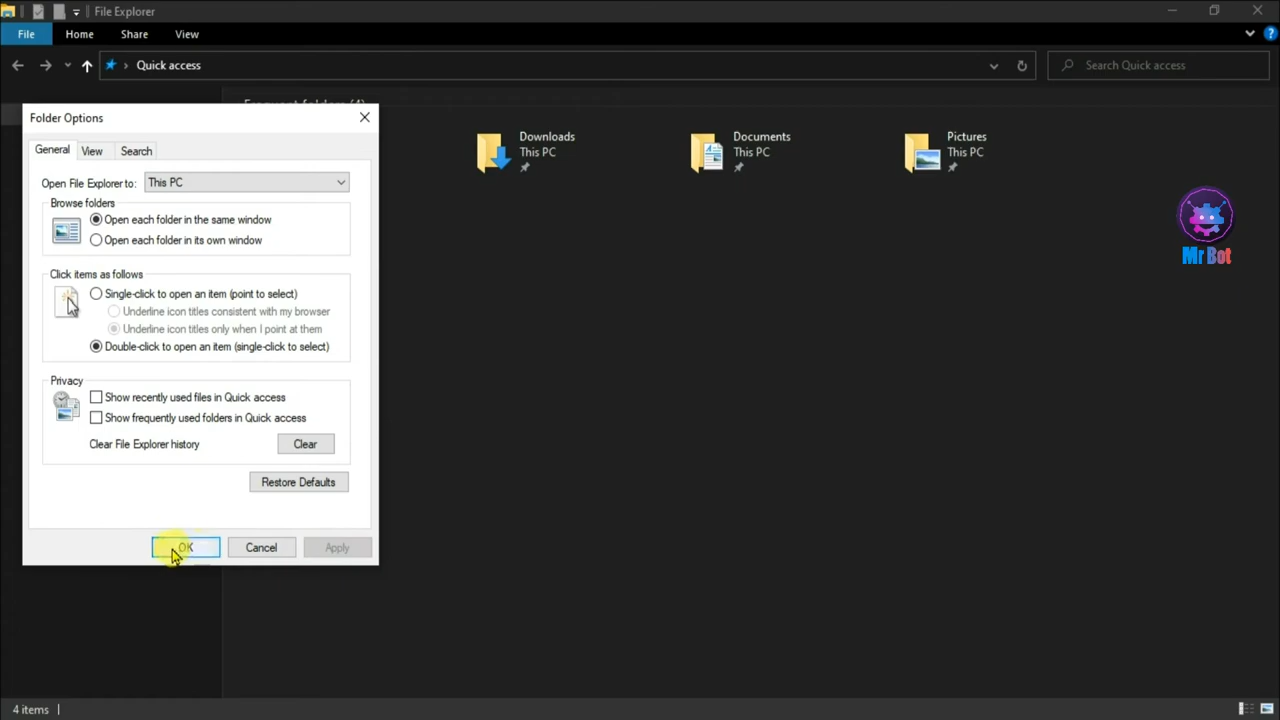 File Explorer
File Home Share View
Quick access
Search Quick access
Frequent folders (4)
Folder Options
Downloads
This PC
Documents
This PC
Pictures
This PC
General View Search
Open File Explorer to: This PC
Browse folders
Open each folder in the same window
Open each folder in its own window
Click items as follows
Single-click to open an item (point to select)
Underline icon titles consistent with my browser
Underline icon titles only when I point at them
Double-click to open an item (single-click to select)
Privacy
Show recently used files in Quick access
Show frequently used folders in Quick access
Clear File Explorer history Clear
Restore Defaults
OK Cancel Apply
Mr Bot
4 items